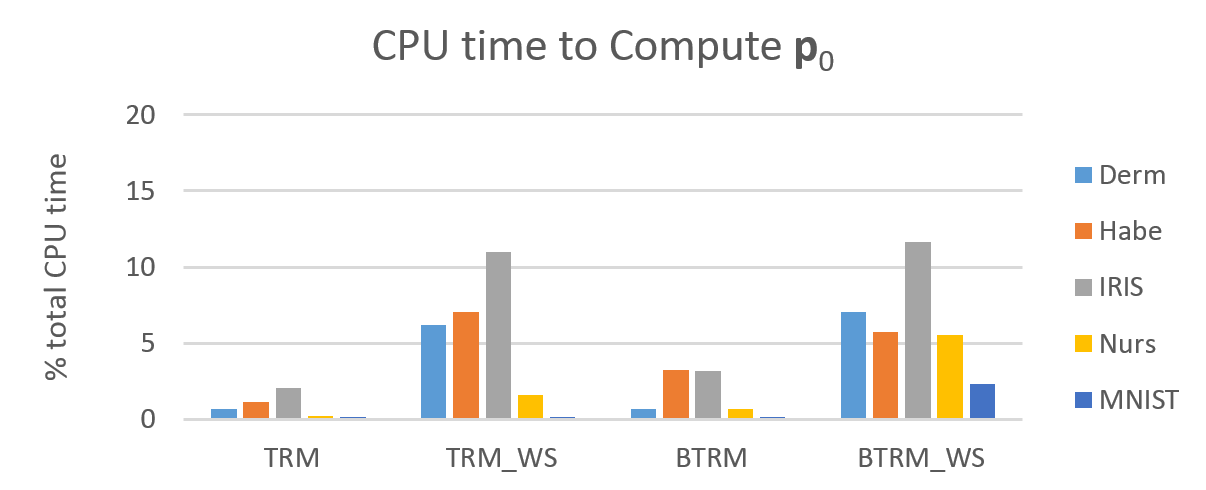 CPU time to Compute p0
% total CPU time
20
15
10
5
0
TRM
TRM_WS
BTRM
BTRM_WS
Derm
Habe
IRIS
Nurs
MNIST